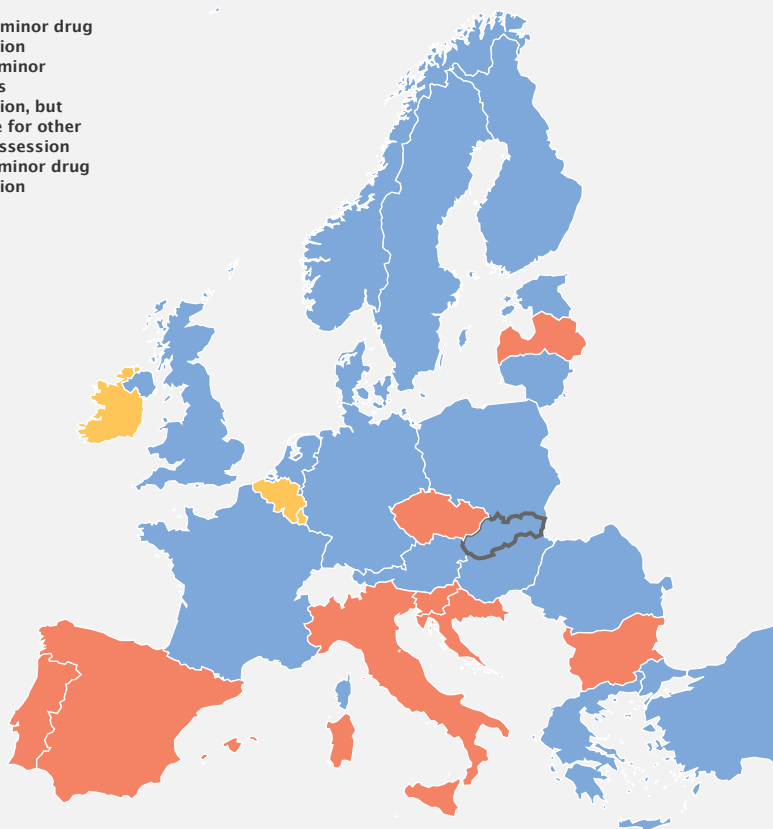 minor drug
ion
minor
s
ion, but
e for other
ssession
minor drug
ion